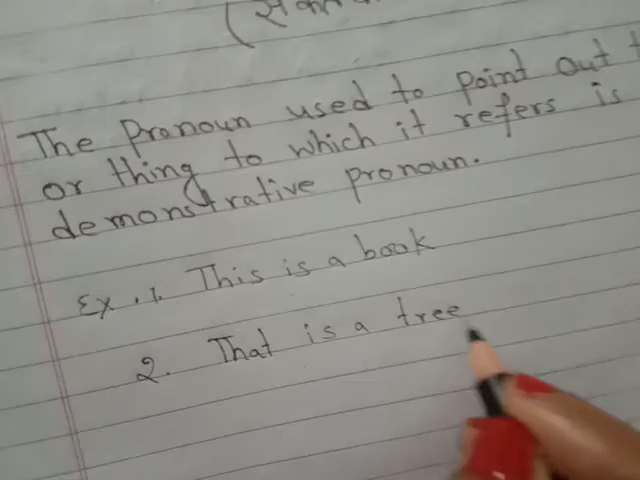 The Pronoun used to point out
or thing to which it refers is
demonstrative pronoun.
Ex. 1. This is a book
2. That is a tree